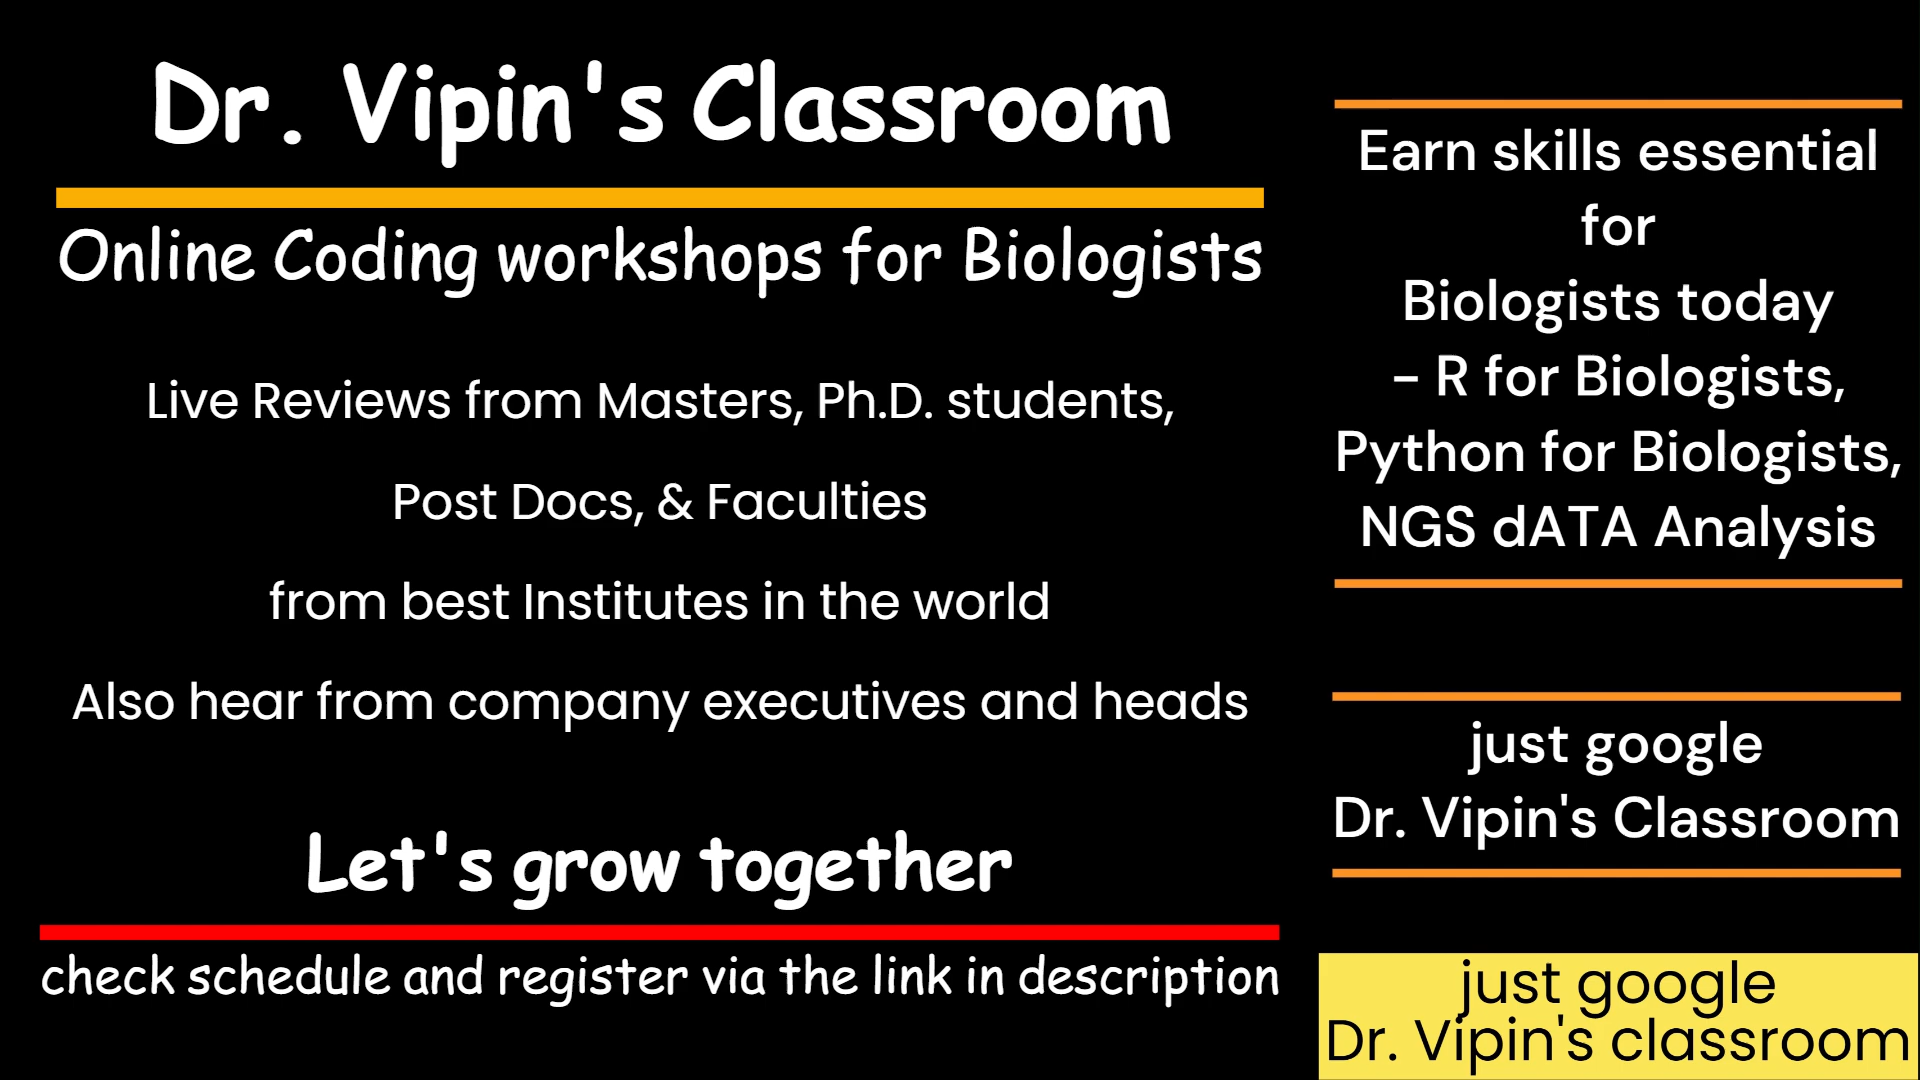 Dr. Vipin's Classroom
Online Coding workshops for Biologists
Live Reviews from Masters, Ph.D. students,
Post Docs, & Faculties
from best Institutes in the world
Also hear from company executives and heads
Let's grow together
check schedule and register via the link in description
Earn skills essential
for
Biologists today
- R for Biologists,
Python for Biologists,
NGS dATA Analysis
just google
Dr. Vipin's Classroom
just google
Dr. Vipin's classroom